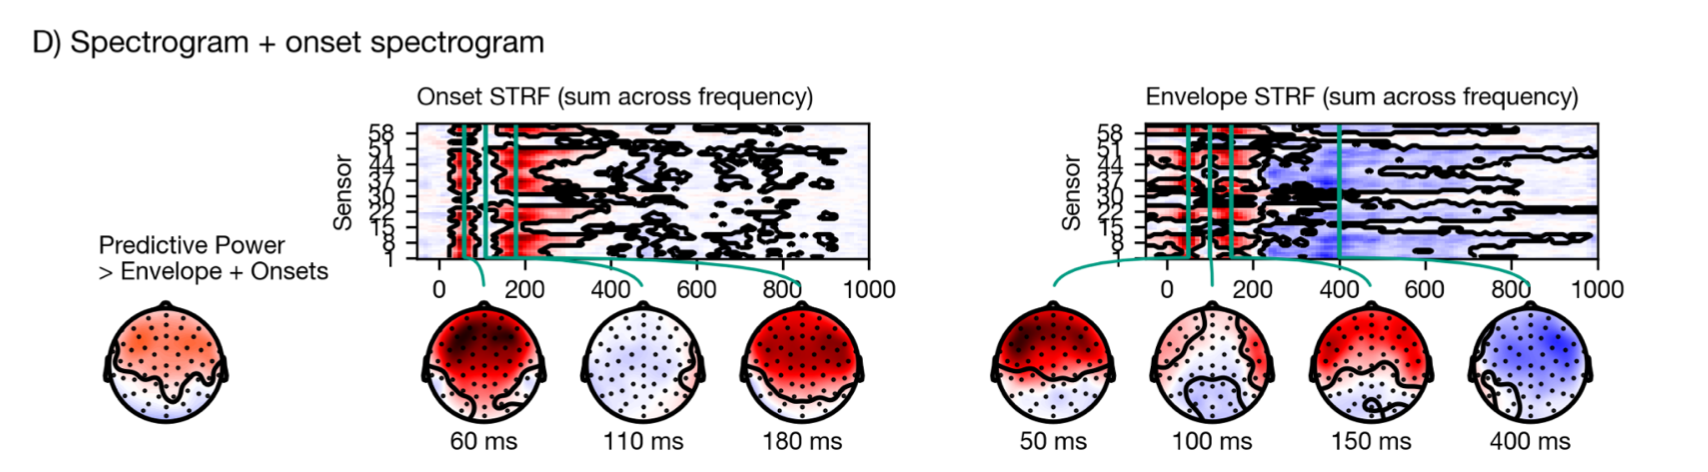 D) Spectrogram + onset spectrogram
Onset STRF (sum across frequency)
Envelope STRF (sum across frequency)
Sensor
58
51
44
37
30
22
15
8
1
0 200 400 600 800 1000
Sensor
58
51
44
37
30
22
15
8
1
0 200 400 600 800 1000
Predictive Power
> Envelope + Onsets
60 ms
110 ms
180 ms
50 ms
100 ms
150 ms
400 ms